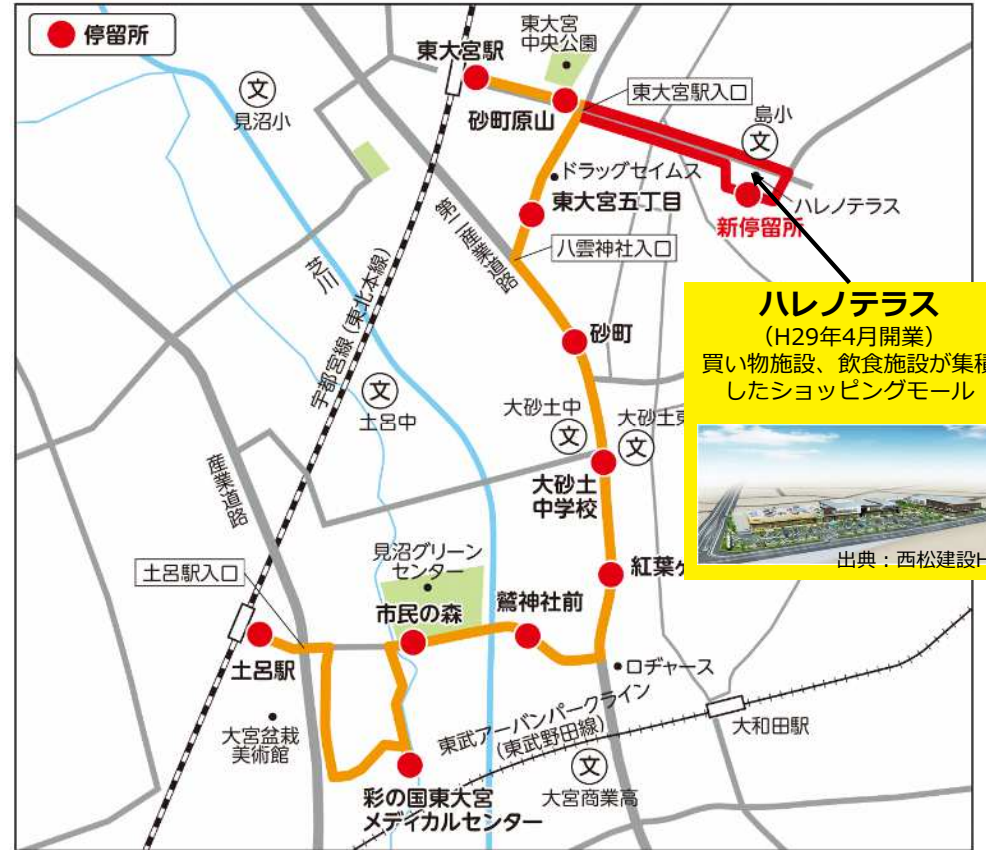 停留所
東大宮
中央公園
東大宮駅
文
見沼小
東大宮駅入口
島小
文
砂町原山
ドラッグセイムス
東大宮五丁目
ハレノテラス
新停留所
第二産業道路
八雲神社入口
芝川
ハレノテラス
(H29年4月開業)
買い物施設、飲食施設が集積
したショッピングモール
出典：西松建設H
砂町
宇都宮線(東北本線)
文
土呂中
大砂土中
文
大砂土東
文
大砂土
中学校
産業道路
見沼グリーン
センター
紅葉ヶ
土呂駅入口
市民の森
鷲神社前
土呂駅
ロヂャース
大宮盆栽
美術館
東武アーバンパークライン
(東武野田線)
大和田駅
文
大宮商業高
彩の国東大宮
メディカルセンター